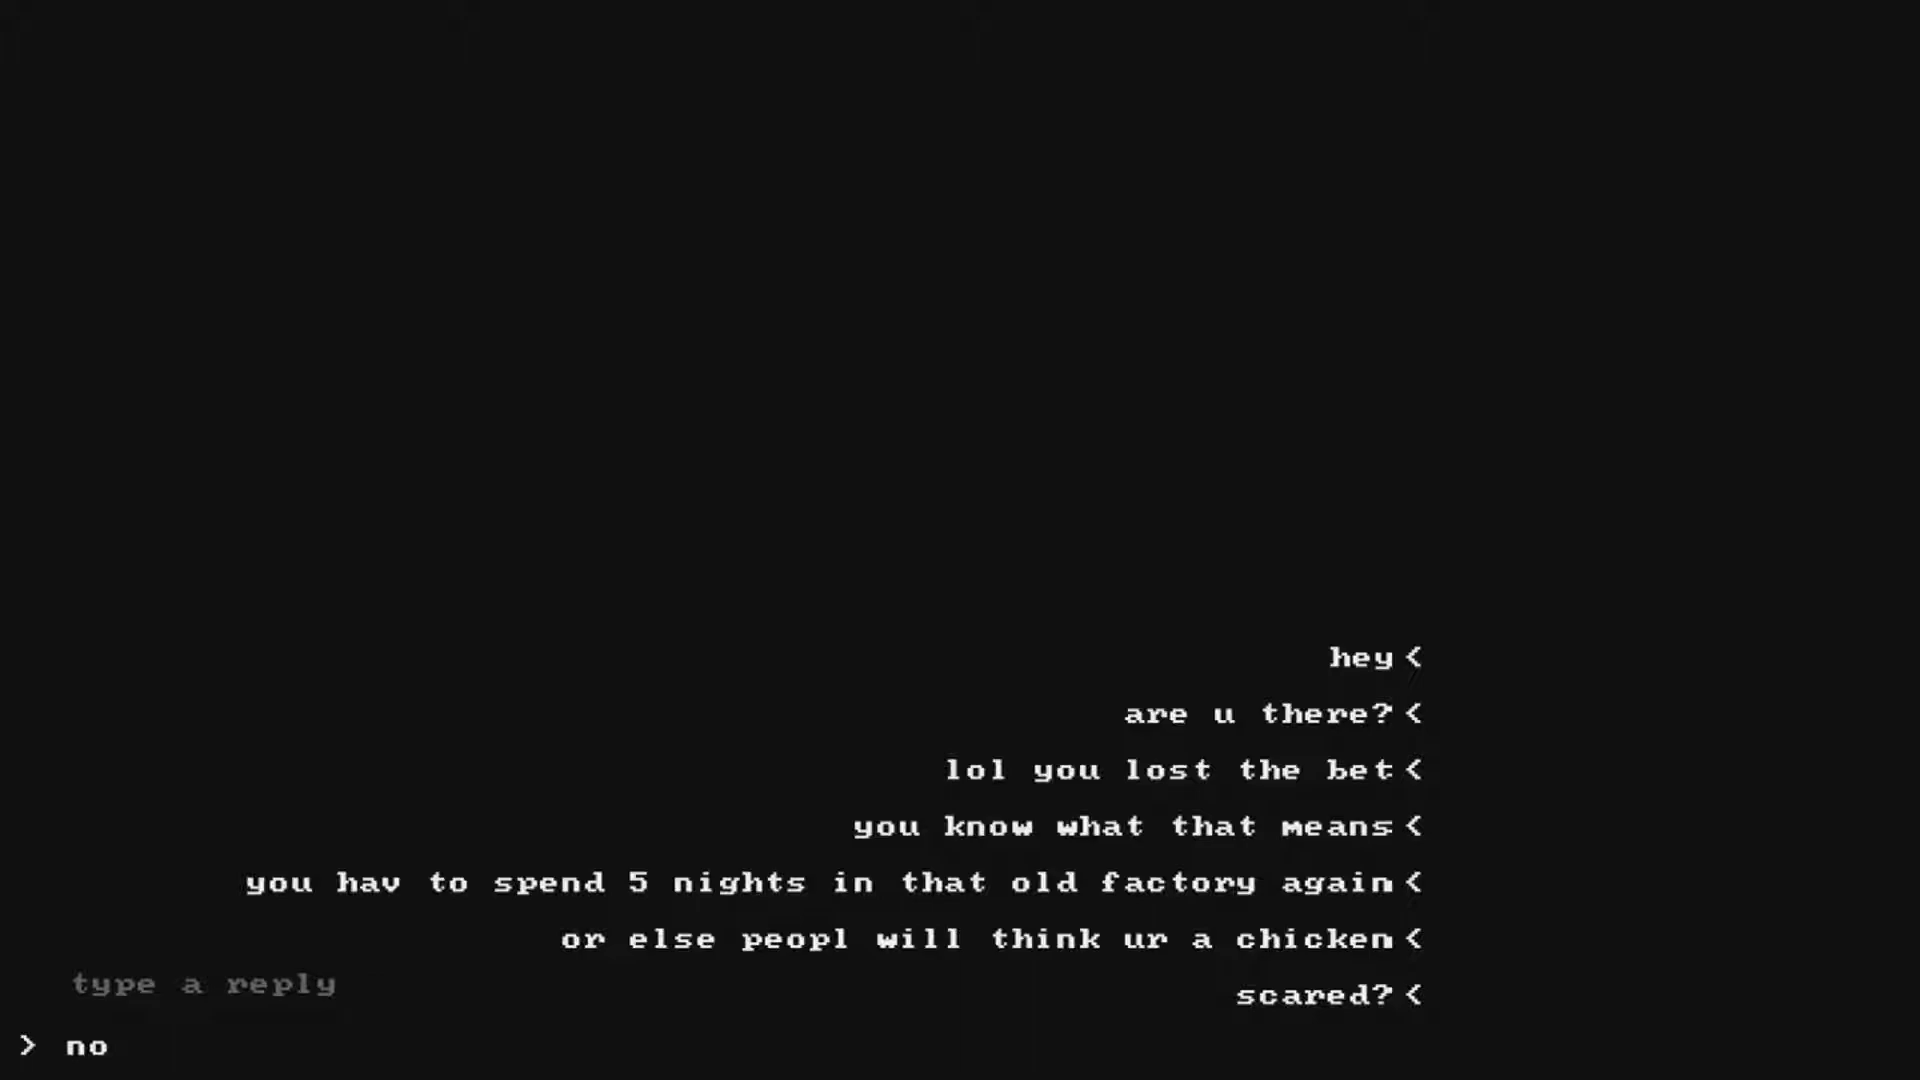 hey <
are u there? <
lol you lost the bet <
you know what that means <
you hav to spend 5 nights in that old factory again <
or else peopl will think ur a chicken <
type a reply
scared? <
> no